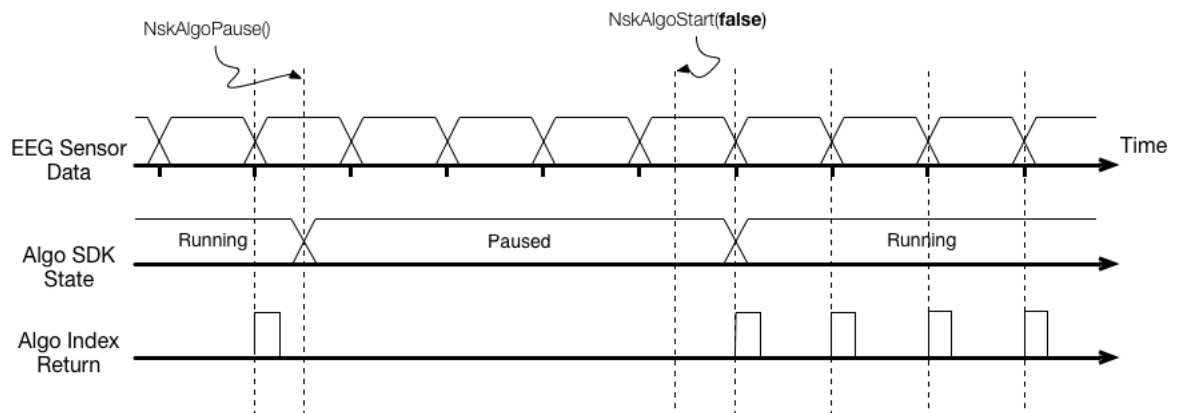 NskAlgoPause()
NskAlgoStart(false)
EEG Sensor
Data
Time
Algo SDK
State
Running
Paused
Running
Algo Index
Return